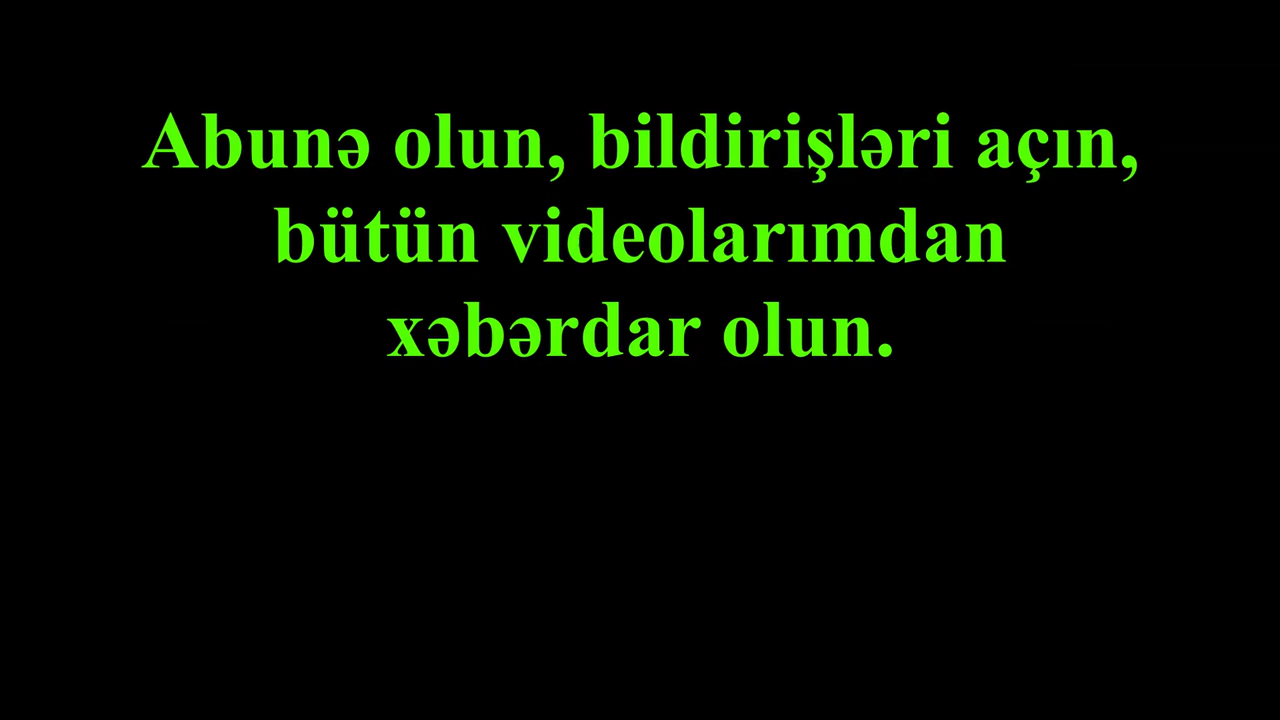 Abunə olun, bildirişləri açın,
bütün videolarımdan
xəbərdar olun.